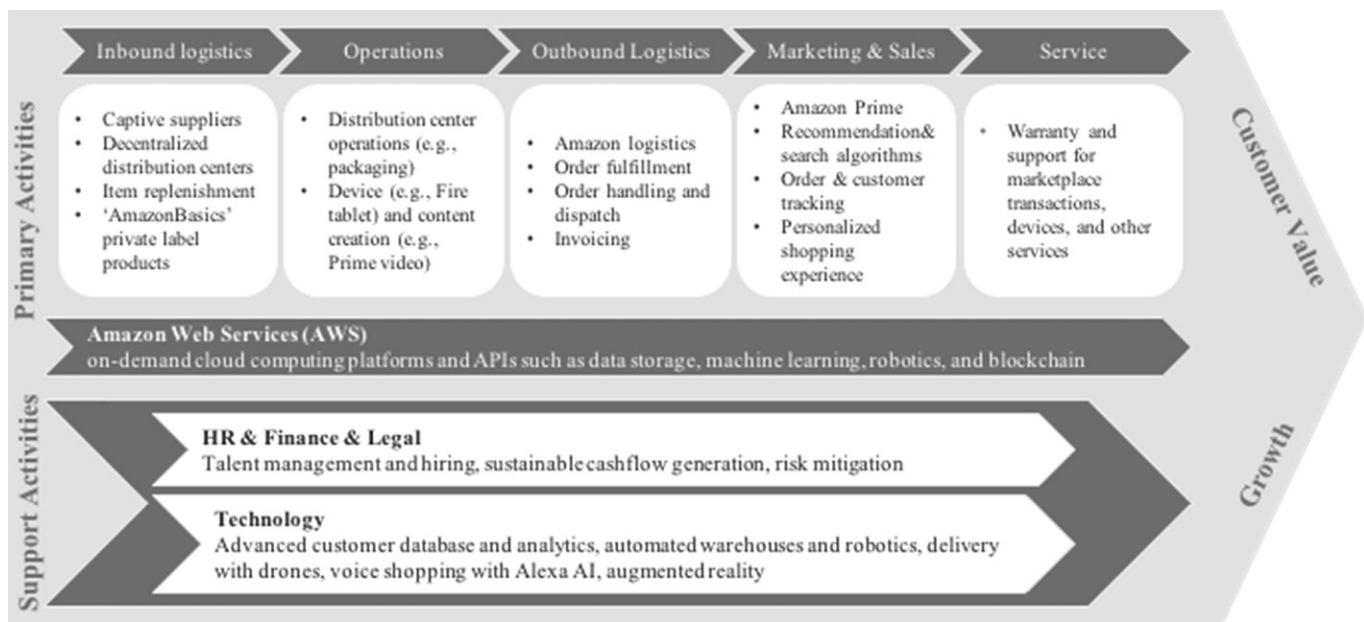 Primary Activities
Inbound logistics
Operations
Outbound Logistics
Marketing & Sales
Service
• Captive suppliers
• Decentralized
distribution centers
• Item replenishment
• ‘AmazonBasics’
private label
products
• Distribution center
operations (e.g.,
packaging)
• Device (e.g., Fire
tablet) and content
creation (e.g.,
Prime video)
• Amazon logistics
• Order fulfillment
• Order handling and
dispatch
• Invoicing
• Amazon Prime
• Recommendation&
search algorithms
• Order & customer
tracking
• Personalized
shopping
experience
• Warranty and
support for
marketplace
transactions,
devices, and other
services
Amazon Web Services (AWS)
on-demand cloud computing platforms and APIs such as data storage, machine learning, robotics, and blockchain
Support Activities
HR & Finance & Legal
Talent management and hiring, sustainable cashflow generation, risk mitigation
Technology
Advanced customer database and analytics, automated warehouses and robotics, delivery
with drones, voice shopping with Alexa AI, augmented reality
Customer Value
Growth